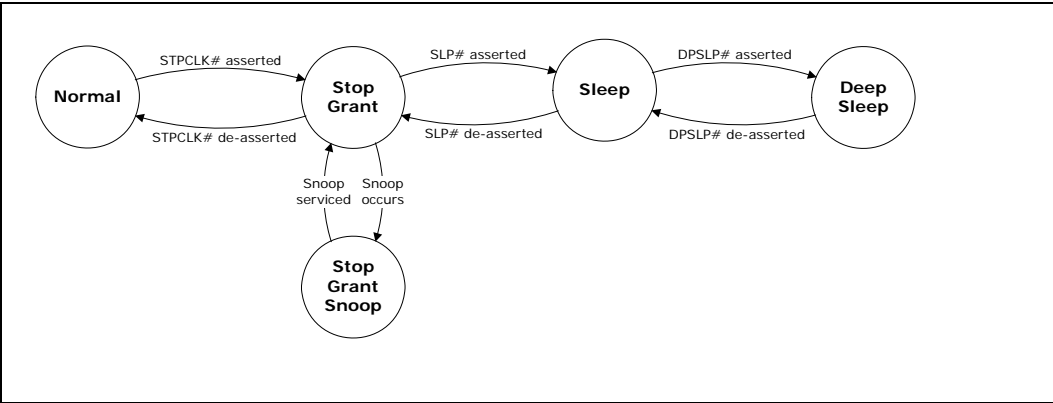 STPCLK# asserted
SLP# asserted
DPSLP# asserted
Normal
Stop
Grant
Sleep
Deep
Sleep
STPCLK# de-asserted
SLP# de-asserted
DPSLP# de-asserted
Snoop
serviced
Snoop
occurs
Stop
Grant
Snoop